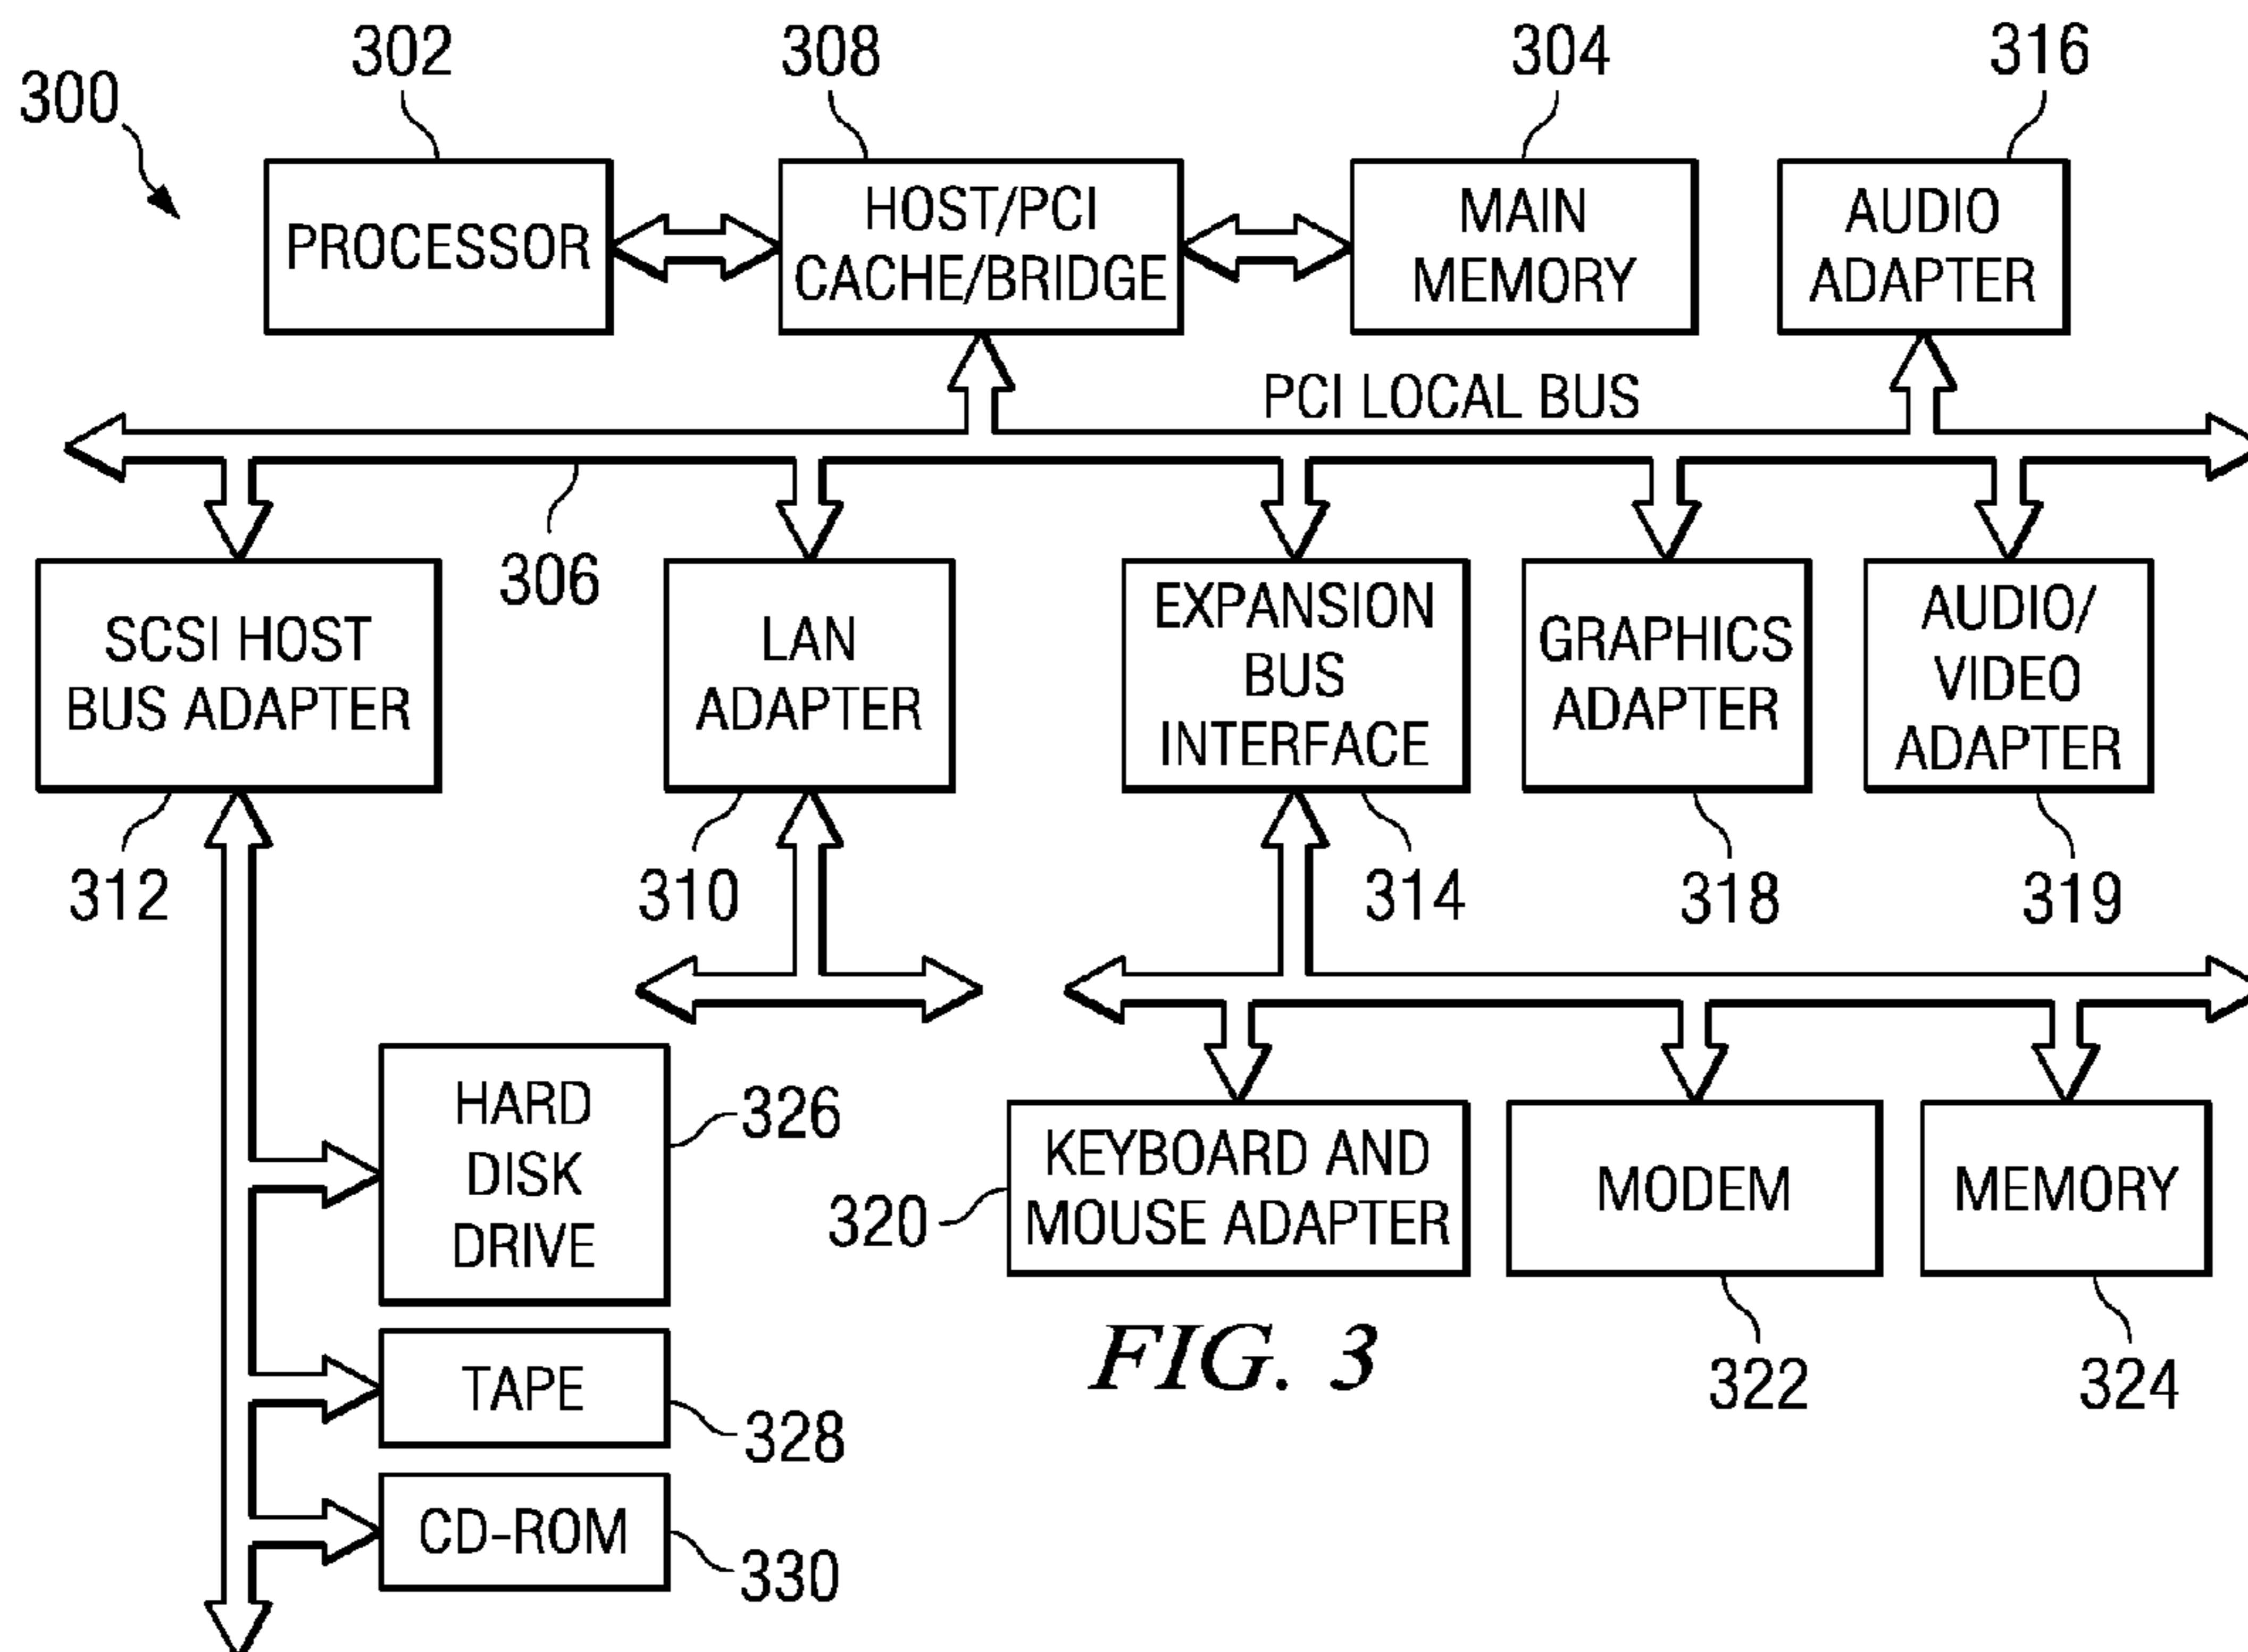 302
308
304
316
300
PROCESSOR
HOST/PCI
CACHE/BRIDGE
MAIN
MEMORY
AUDIO
ADAPTER
PCI LOCAL BUS
306
SCSI HOST
BUS ADAPTER
LAN
ADAPTER
EXPANSION
BUS
INTERFACE
GRAPHICS
ADAPTER
AUDIO/
VIDEO
ADAPTER
312
310
314
318
319
HARD
DISK
DRIVE
326
320
KEYBOARD AND
MOUSE ADAPTER
MODEM
MEMORY
322
324
TAPE
328
CD-ROM
330
FIG. 3